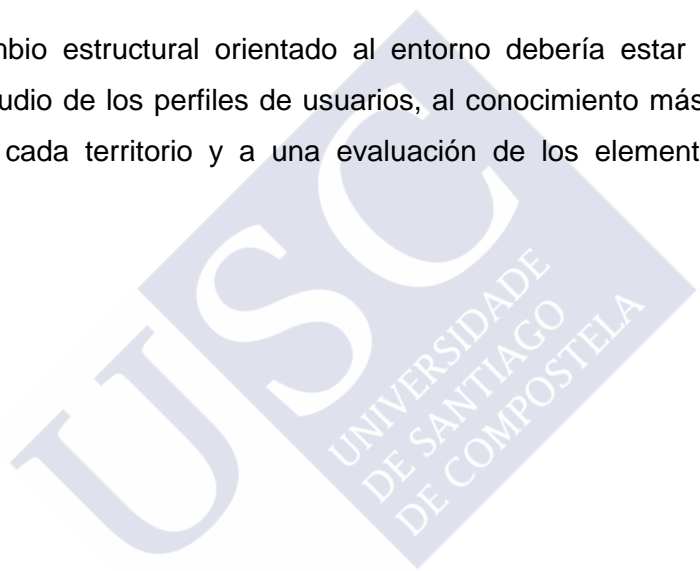 mbio estructural orientado al entorno debería estar
udio de los perfiles de usuarios, al conocimiento más
cada territorio y a una evaluación de los element
USC
UNIVERSIDADE
DE SANTIAGO
DE COMPOSTELA